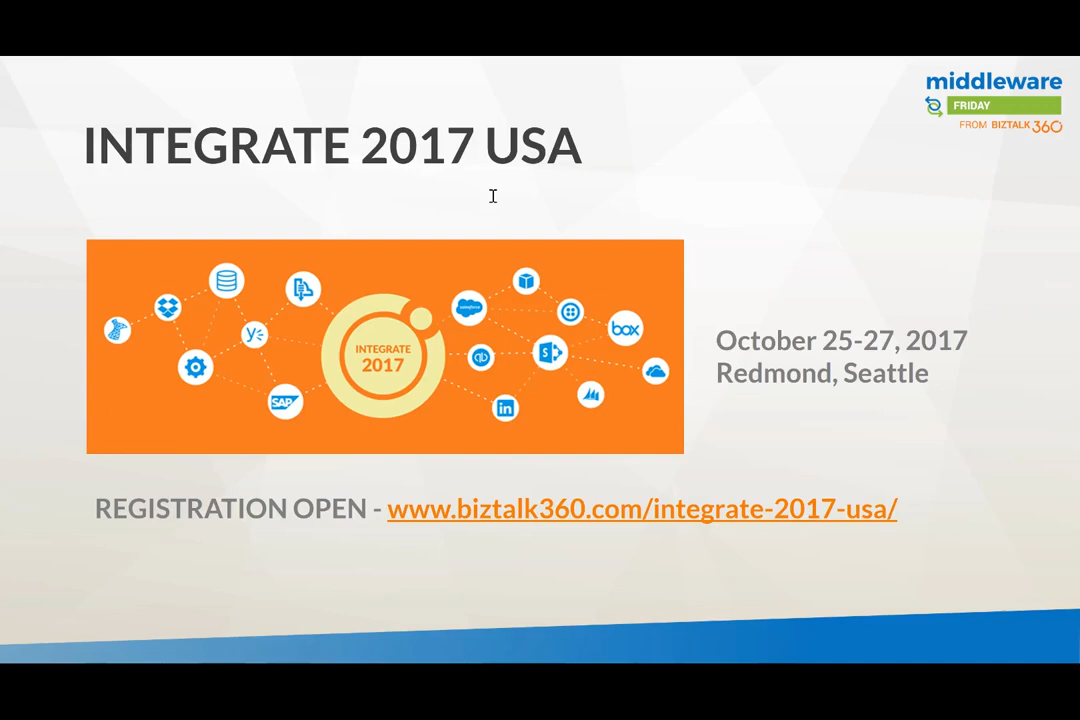 middleware
FRIDAY
FROM BIZTALK 360
INTEGRATE 2017 USA
INTEGRATE
2017
box
SAP
in
October 25-27, 2017
Redmond, Seattle
REGISTRATION OPEN - www.biztalk360.com/integrate-2017-usa/